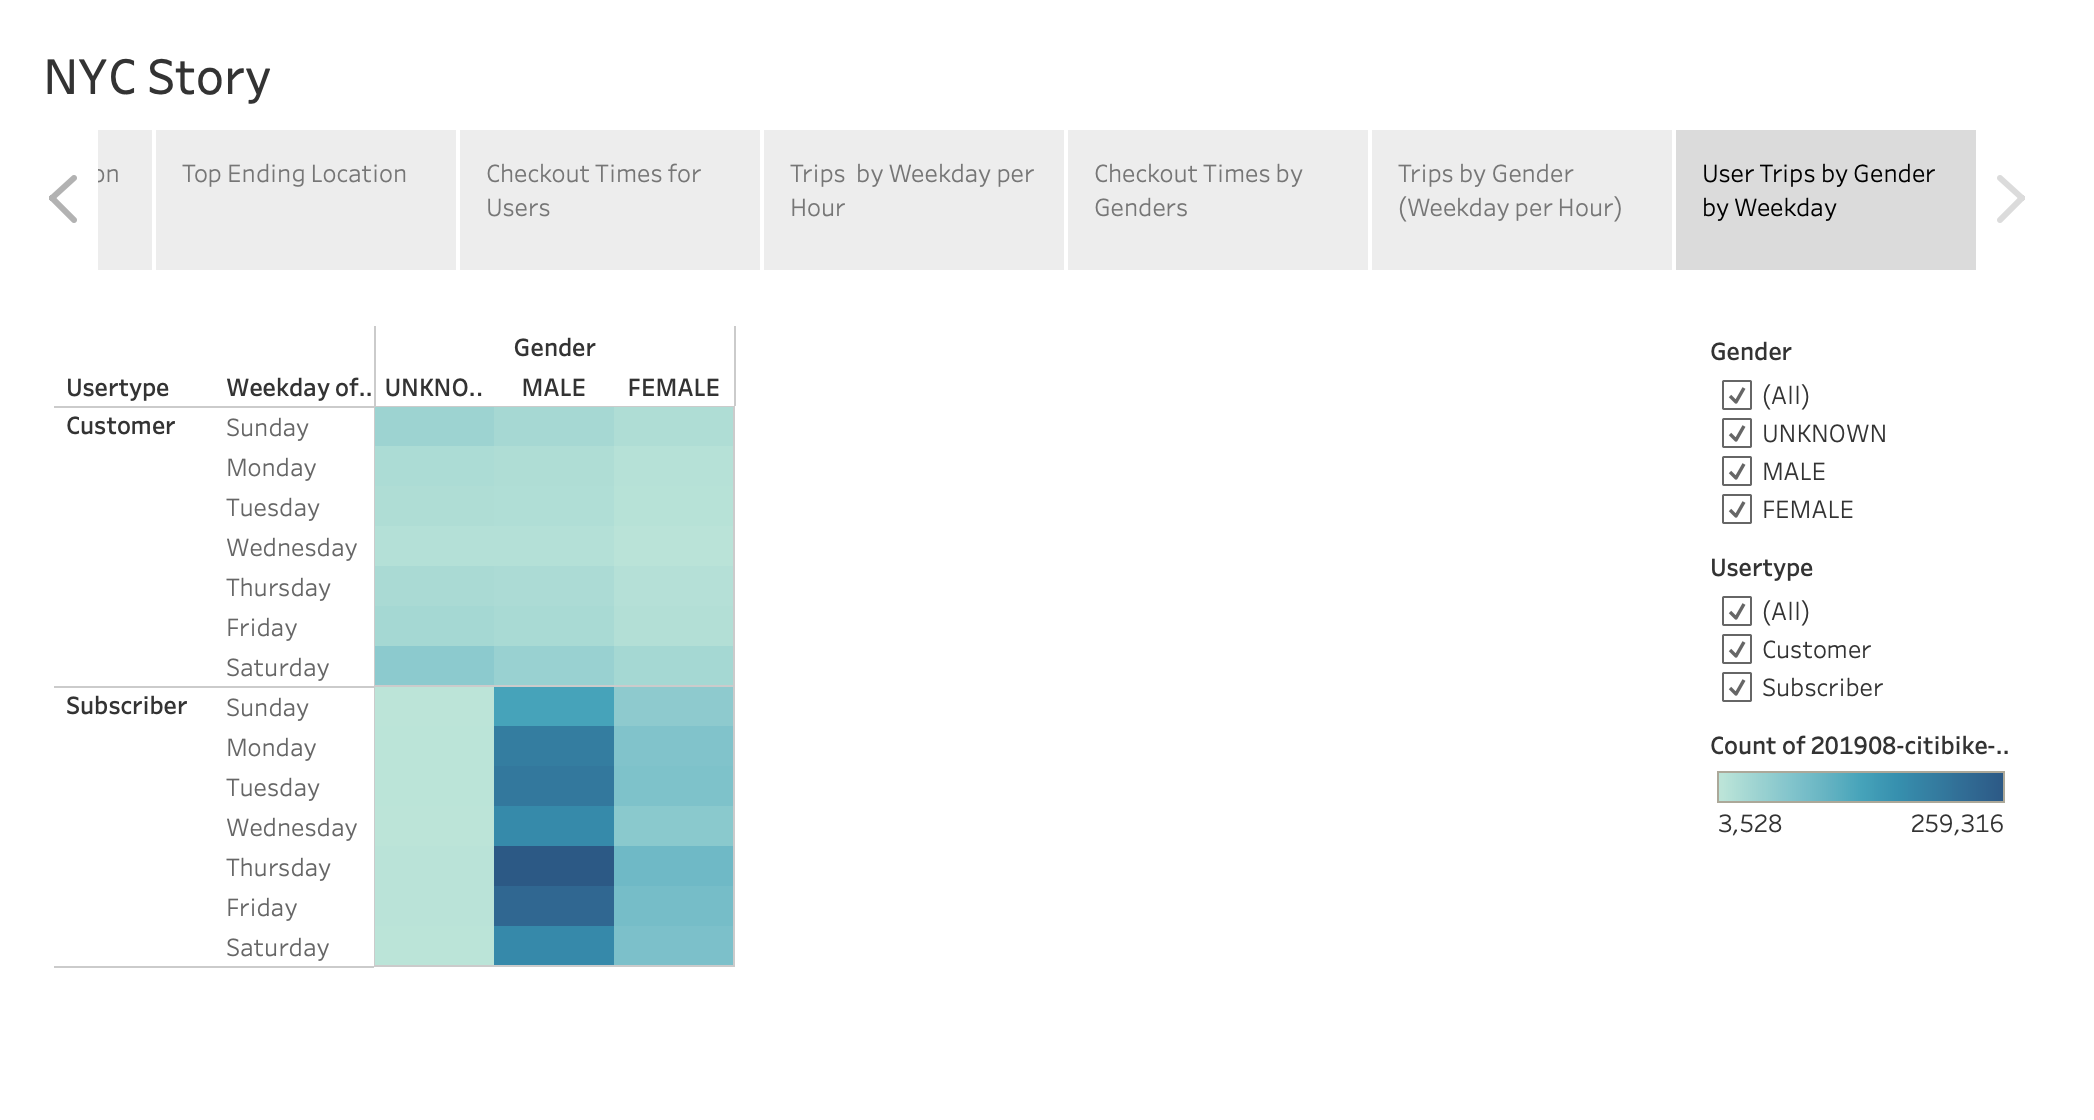 NYC Story
on
Top Ending Location
Checkout Times for
Users
Trips by Weekday per
Hour
Checkout Times by
Genders
Trips by Gender
(Weekday per Hour)
User Trips by Gender
by Weekday
Gender
Usertype Weekday of.. UNKNO.. MALE FEMALE
Customer Sunday
Monday
Tuesday
Wednesday
Thursday
Friday
Saturday
Subscriber Sunday
Monday
Tuesday
Wednesday
Thursday
Friday
Saturday
Gender
(All)
UNKNOWN
MALE
FEMALE
Usertype
(All)
Customer
Subscriber
Count of 201908-citibike-..
3,528 259,316